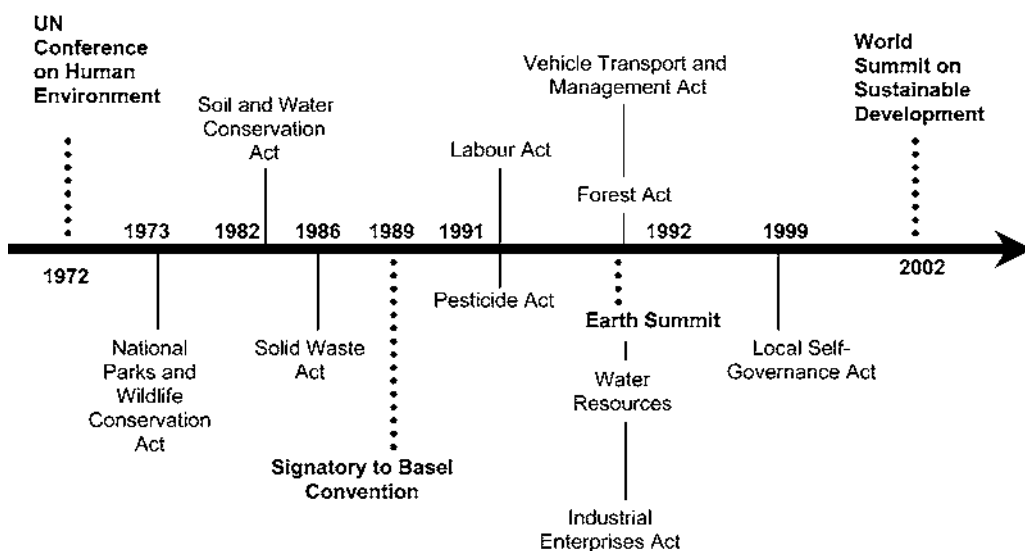 UN
Conference
on Human
Environment
Soil and Water
Conservation
Act
Labour Act
Vehicle Transport and
Management Act
Forest Act
World
Summit on
Sustainable
Development
1973
1982
1986
1989
1991
1992
1999
1972
2002
National
Parks and
Wildlife
Conservation
Act
Solid Waste
Act
Signatory to Basel
Convention
Pesticide Act
Earth Summit
Water
Resources
Industrial
Enterprises Act
Local Self-
Governance Act